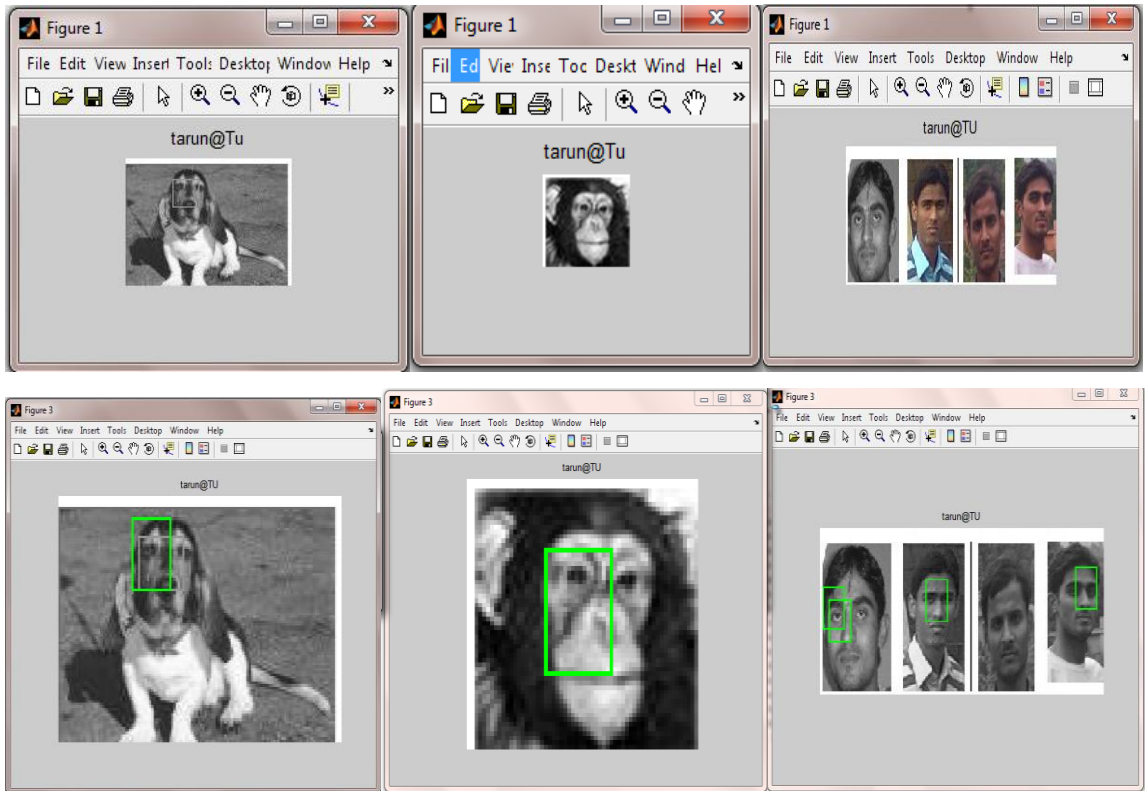 Figure 1
File Edit View Insert Tools Desktop Window Help
tarun@Tu
Figure 1
Fil Ed Vie Inse Toc Deskt Wind Hel
tarun@Tu
Figure 1
File Edit View Insert Tools Desktop Window Help
tarun@TU
Figure 3
File Edit View Insert Tools Desktop Window Help
tarun@TU
Figure 3
File Edit View Insert Tools Desktop Window Help
tarun@TU
Figure 3
File Edit View Insert Tools Desktop Window Help
tarun@TU